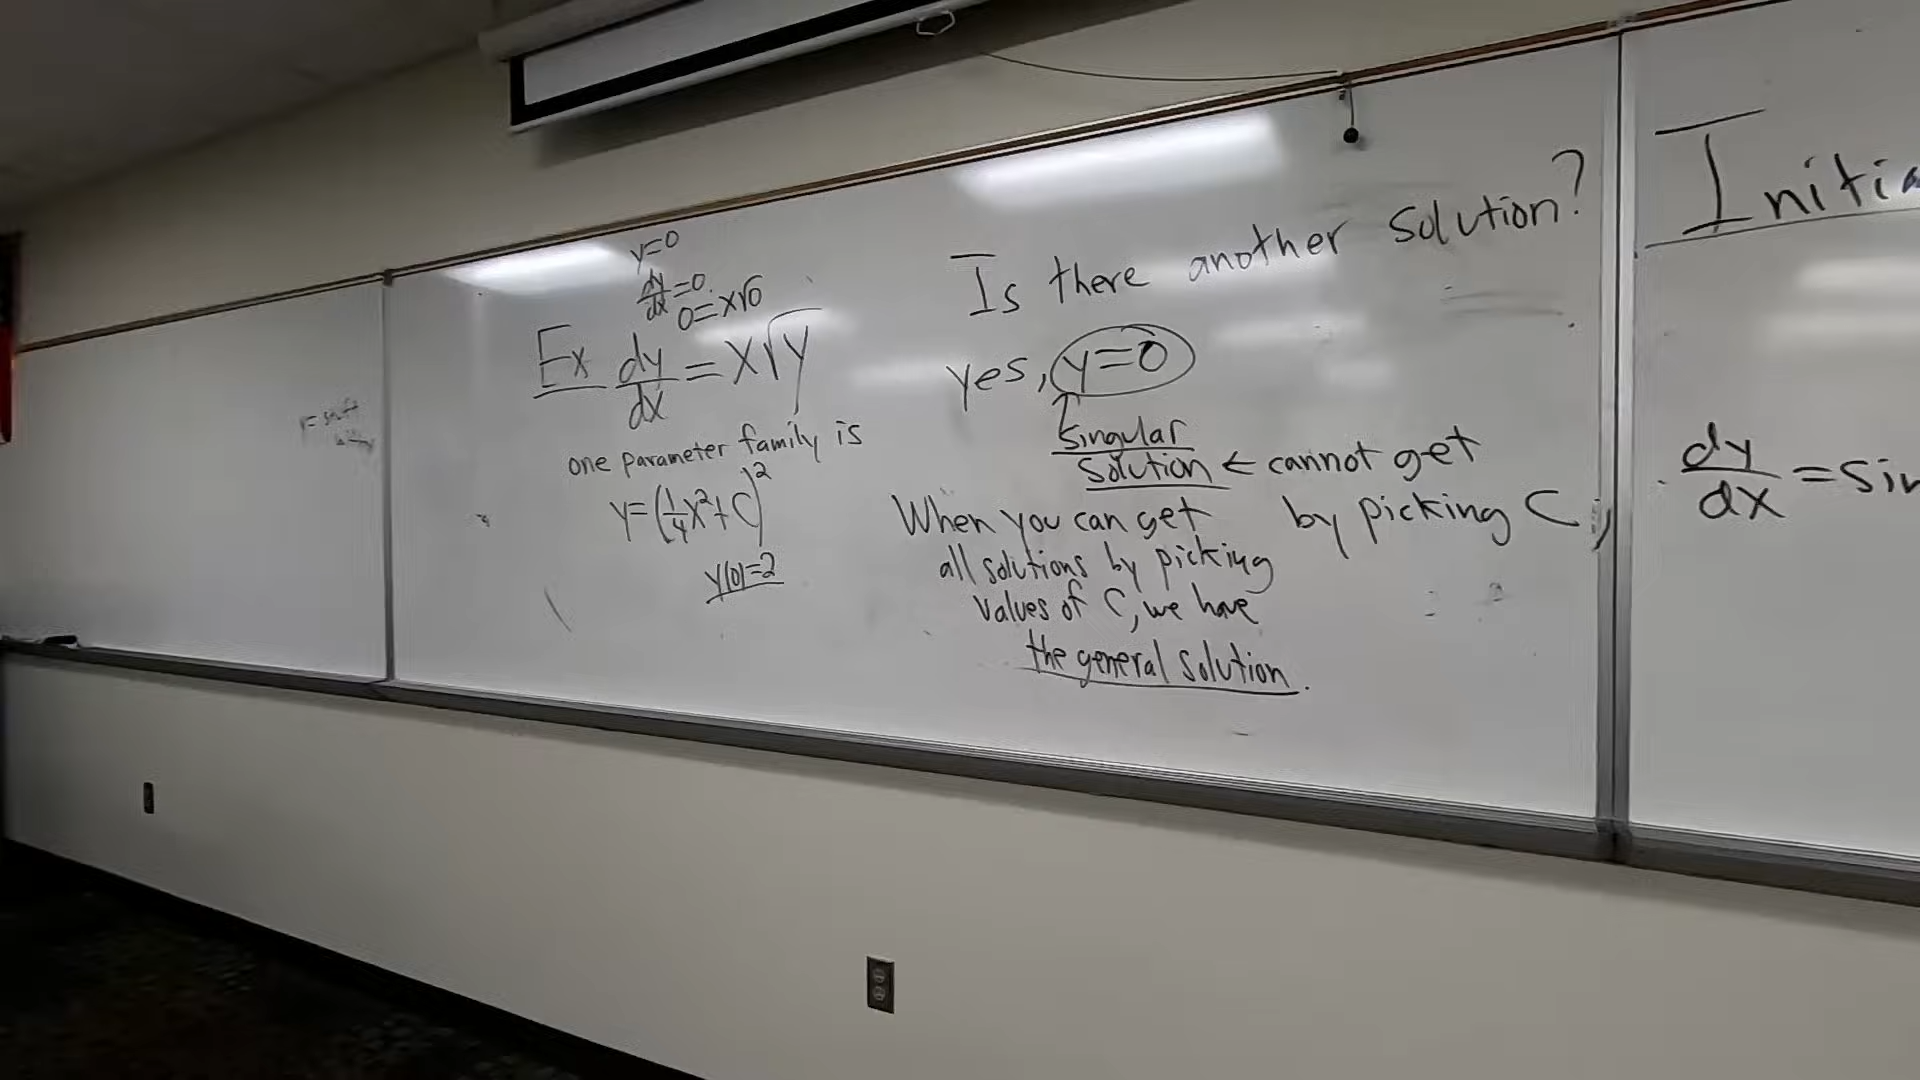 y=0
dy/dx=0
0=x√0
Ex dy/dx=x√y
one parameter family is
y=(1/4x²+C)²
y(0)=2
Is there another solution?
yes, y=0
↑
Singular
Solution ← cannot get
by picking C,
When you can get
all solutions by picking
values of C, we have
the general solution.
Initia
dy/dx=sin